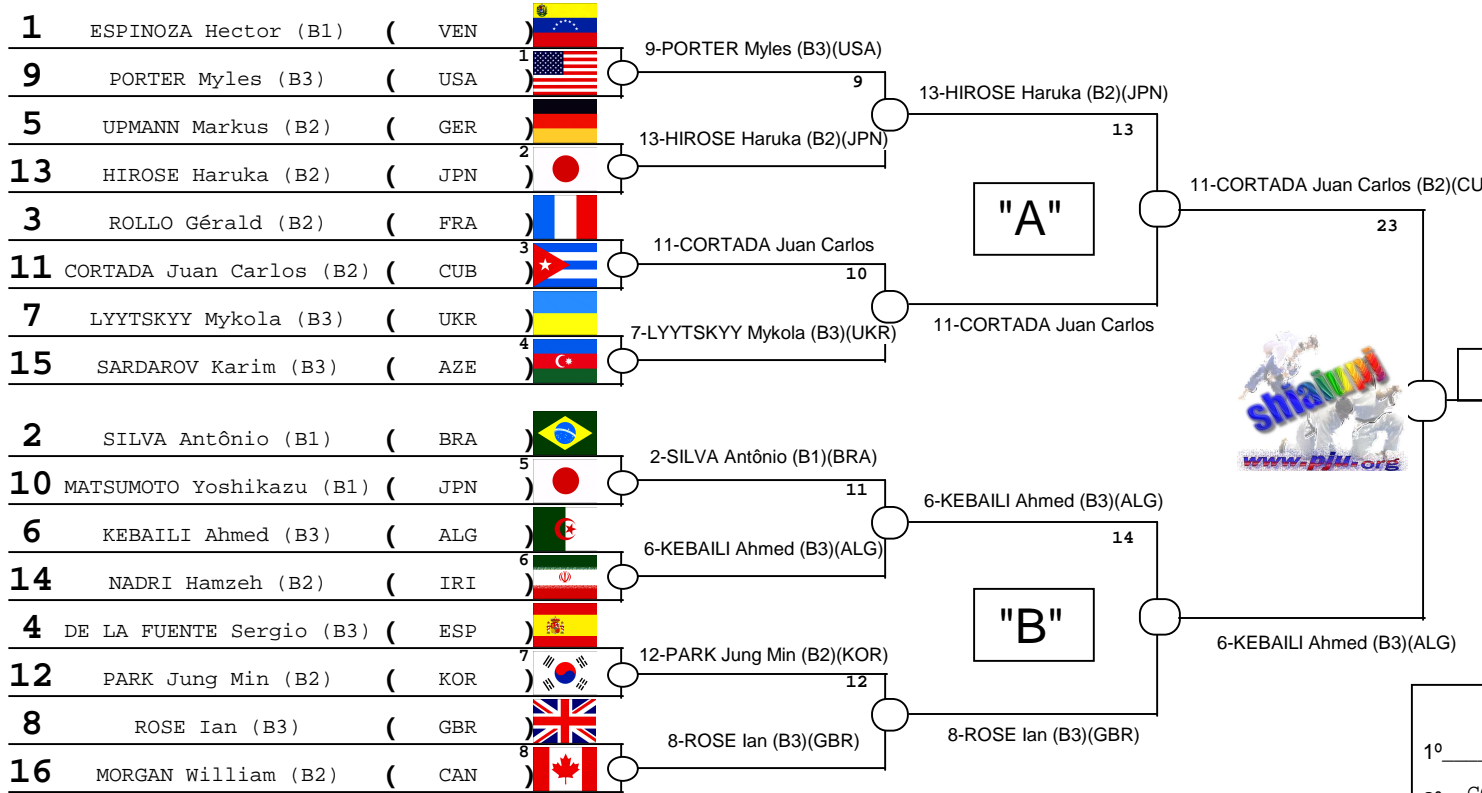 1 ESPINOZA Hector (B1) ( VEN )
1
9 PORTER Myles (B3) ( USA )
5 UPMANN Markus (B2) ( GER )
2
13 HIROSE Haruka (B2) ( JPN )
3 ROLLO Gérald (B2) ( FRA )
3
11 CORTADA Juan Carlos (B2) ( CUB )
7 LYYTSKYY Mykola (B3) ( UKR )
4
15 SARDAROV Karim (B3) ( AZE )
2 SILVA Antônio (B1) ( BRA )
5
10 MATSUMOTO Yoshikazu (B1) ( JPN )
6 KEBAILI Ahmed (B3) ( ALG )
6
14 NADRI Hamzeh (B2) ( IRI )
4 DE LA FUENTE Sergio (B3) ( ESP )
7
12 PARK Jung Min (B2) ( KOR )
8 ROSE Ian (B3) ( GBR )
8
16 MORGAN William (B2) ( CAN )
9-PORTER Myles (B3)(USA)
9
13-HIROSE Haruka (B2)(JPN)
11-CORTADA Juan Carlos
10
7-LYYTSKYY Mykola (B3)(UKR)
2-SILVA Antônio (B1)(BRA)
11
6-KEBAILI Ahmed (B3)(ALG)
12-PARK Jung Min (B2)(KOR)
12
8-ROSE Ian (B3)(GBR)
13-HIROSE Haruka (B2)(JPN)
13
"A"
11-CORTADA Juan Carlos
6-KEBAILI Ahmed (B3)(ALG)
14
"B"
8-ROSE Ian (B3)(GBR)
11-CORTADA Juan Carlos (B2)(CU
23
shiaiupj
www.pju.org
6-KEBAILI Ahmed (B3)(ALG)
1º